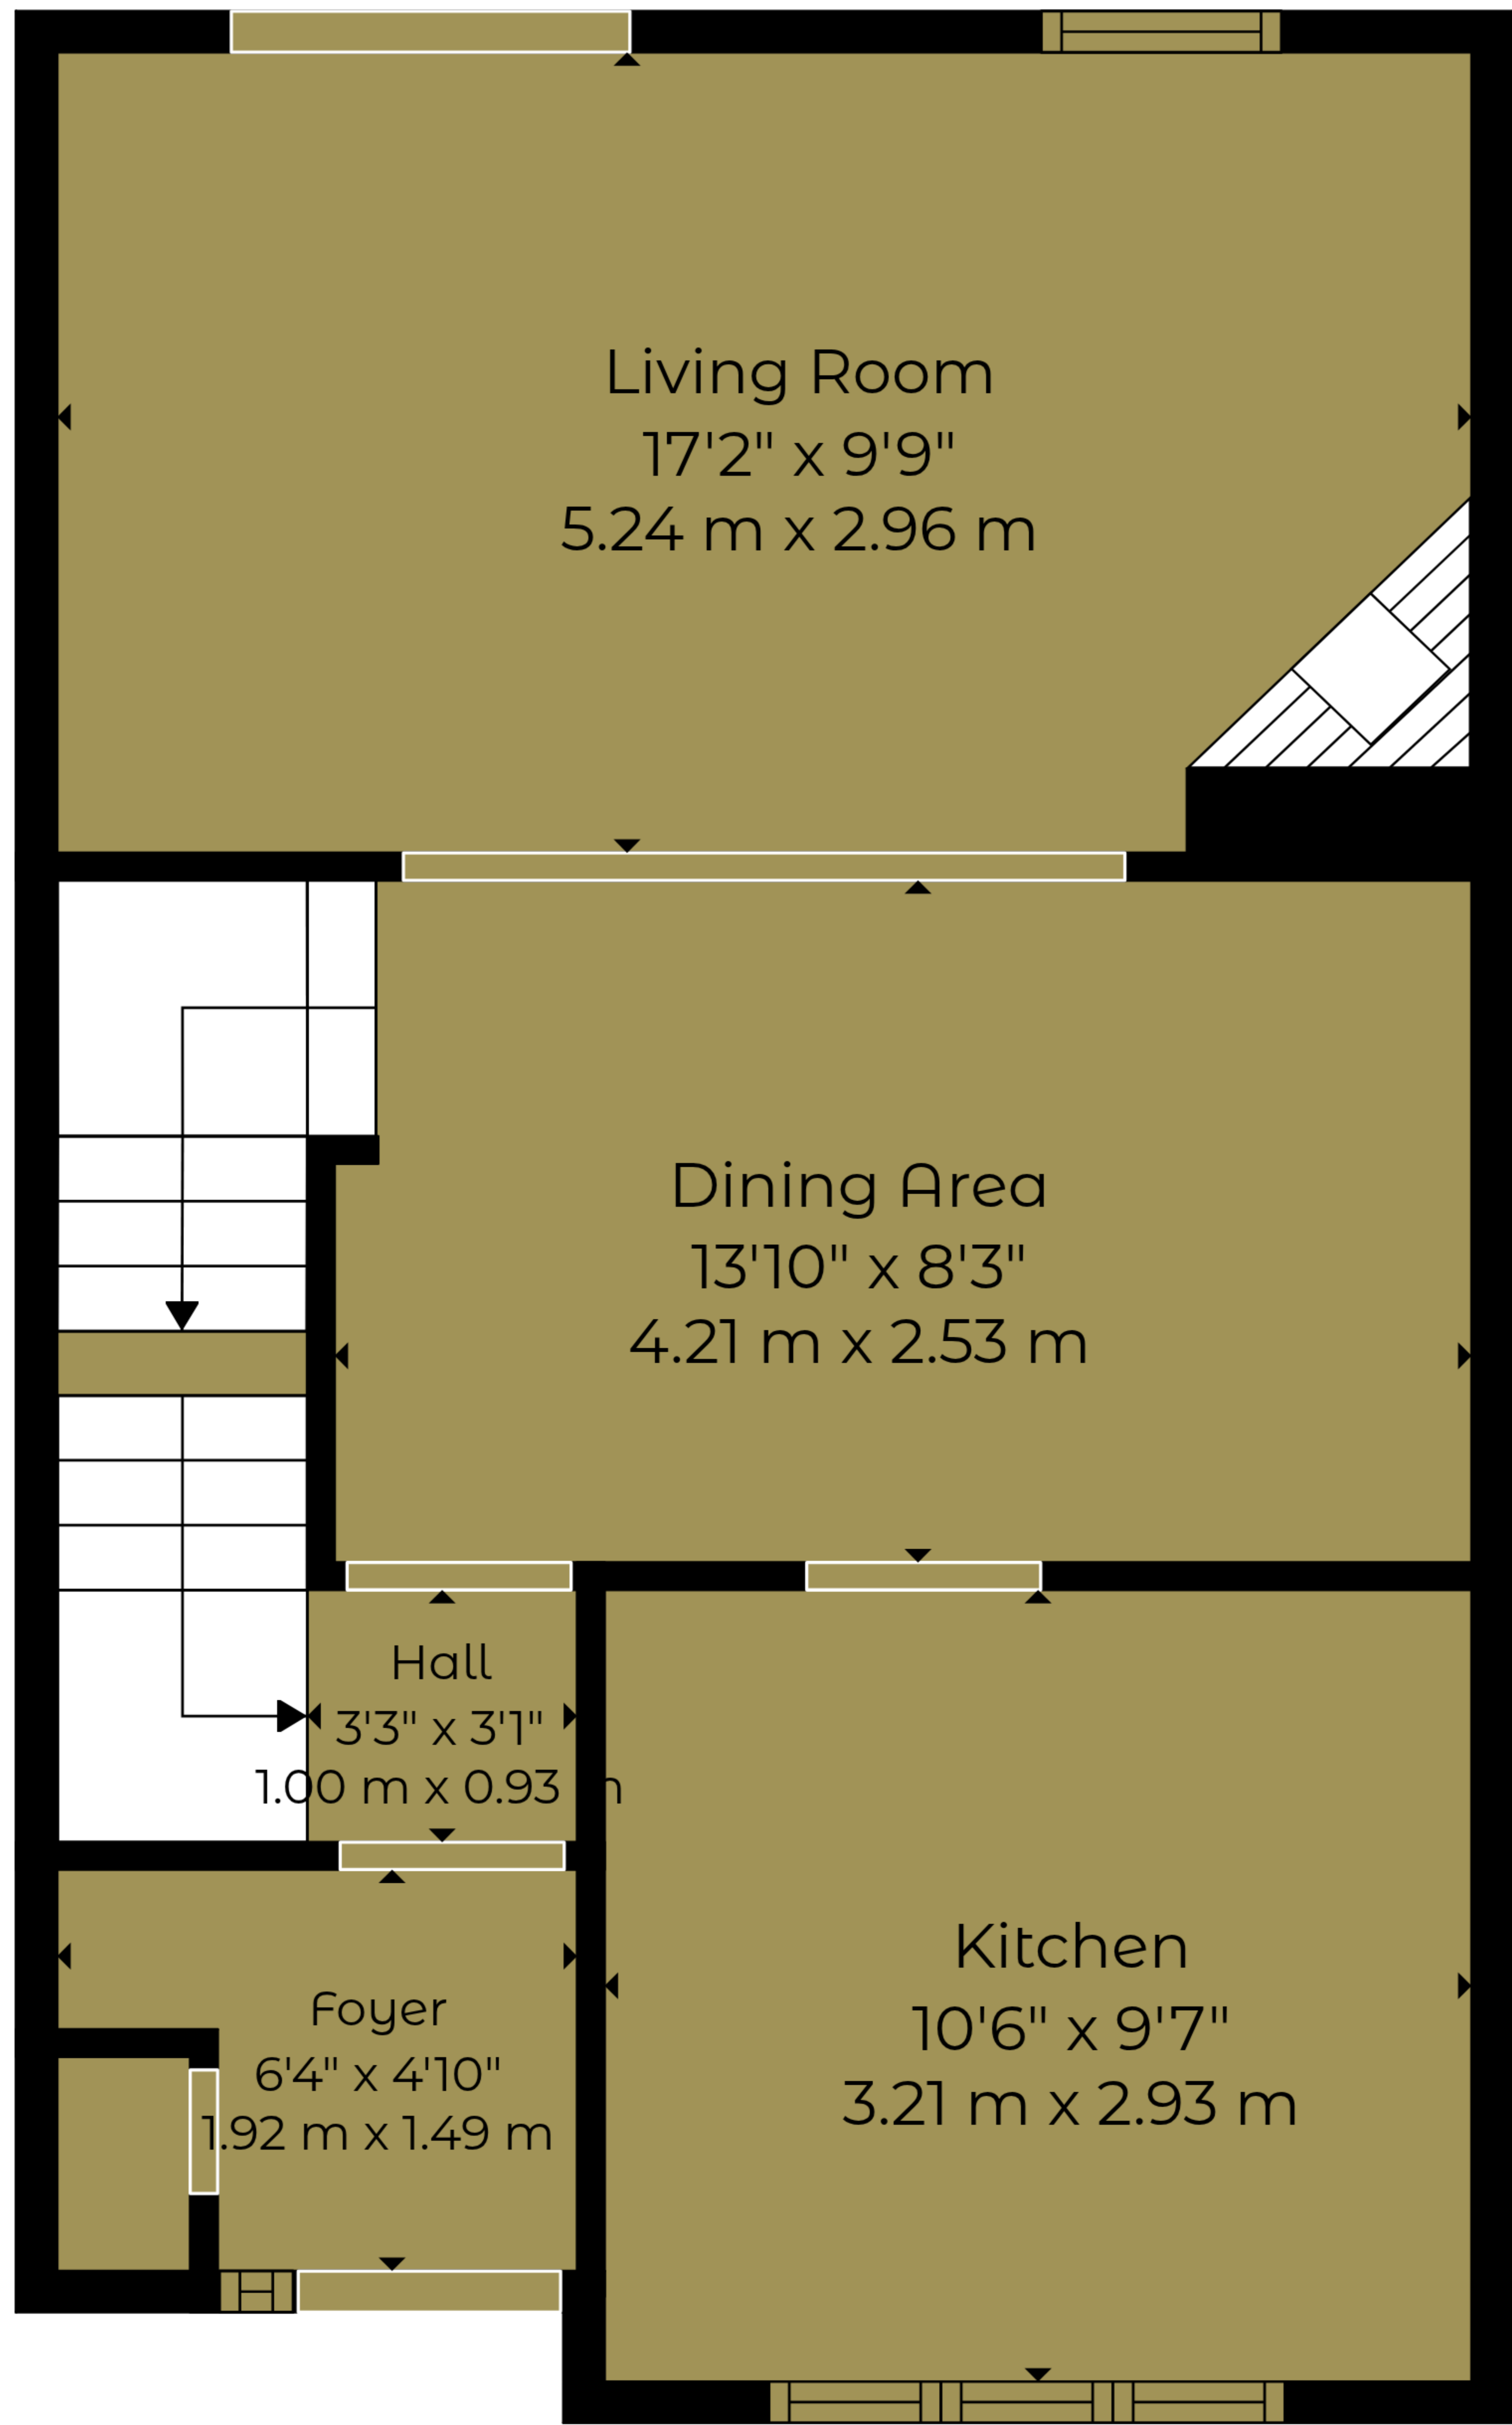 Living Room
17'2" x 9'9"
5.24 m x 2.96 m
Dining Area
13'10" x 8'3"
4.21 m x 2.53 m
Hall
3'3" x 3'1"
1.00 m x 0.93 m
Foyer
6'4" x 4'10"
1.92 m x 1.49 m
Kitchen
10'6" x 9'7"
3.21 m x 2.93 m